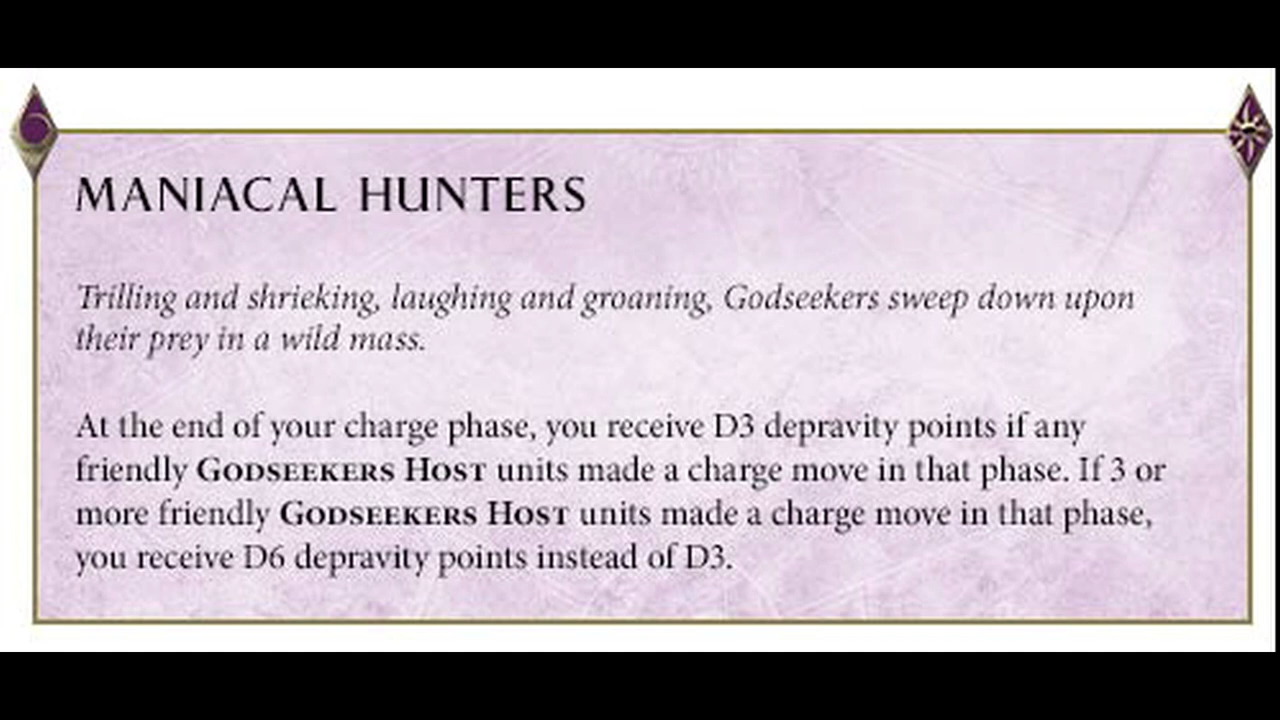 MANIACAL HUNTERS
Trilling and shrieking, laughing and groaning, Godseekers sweep down upon
their prey in a wild mass.
At the end of your charge phase, you receive D3 depravity points if any
friendly GODSEEKERS HOST units made a charge move in that phase. If 3 or
more friendly GODSEEKERS HOST units made a charge move in that phase,
you receive D6 depravity points instead of D3.